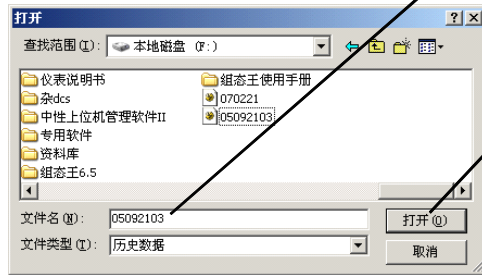 打开
查找范围(I): 本地磁盘 (F:)
仪表说明书
杂dcs
中性上位机管理软件II
专用软件
资料库
组态王6.5
组态王使用手册
070221
05092103
文件名(N): 05092103 打开(O)
文件类型(T): 历史数据 取消